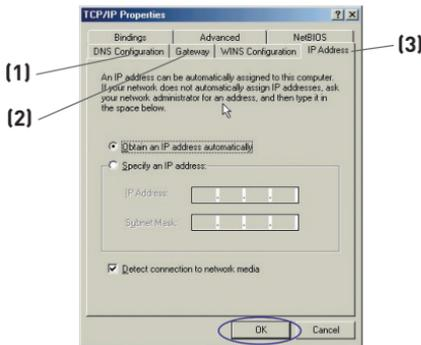 TCP/IP Properties
Bindings Advanced NetBIOS
DNS Configuration Gateway WINS Configuration IP Address
(1)
(2)
(3)
An IP address can be automatically assigned to this computer.
If your network does not automatically assign IP addresses, ask
your network administrator for an address, and then type it in
the space below.
Obtain an IP address automatically
Specify an IP address:
IP Address:
Subnet Mask:
Detect connection to network media
OK Cancel